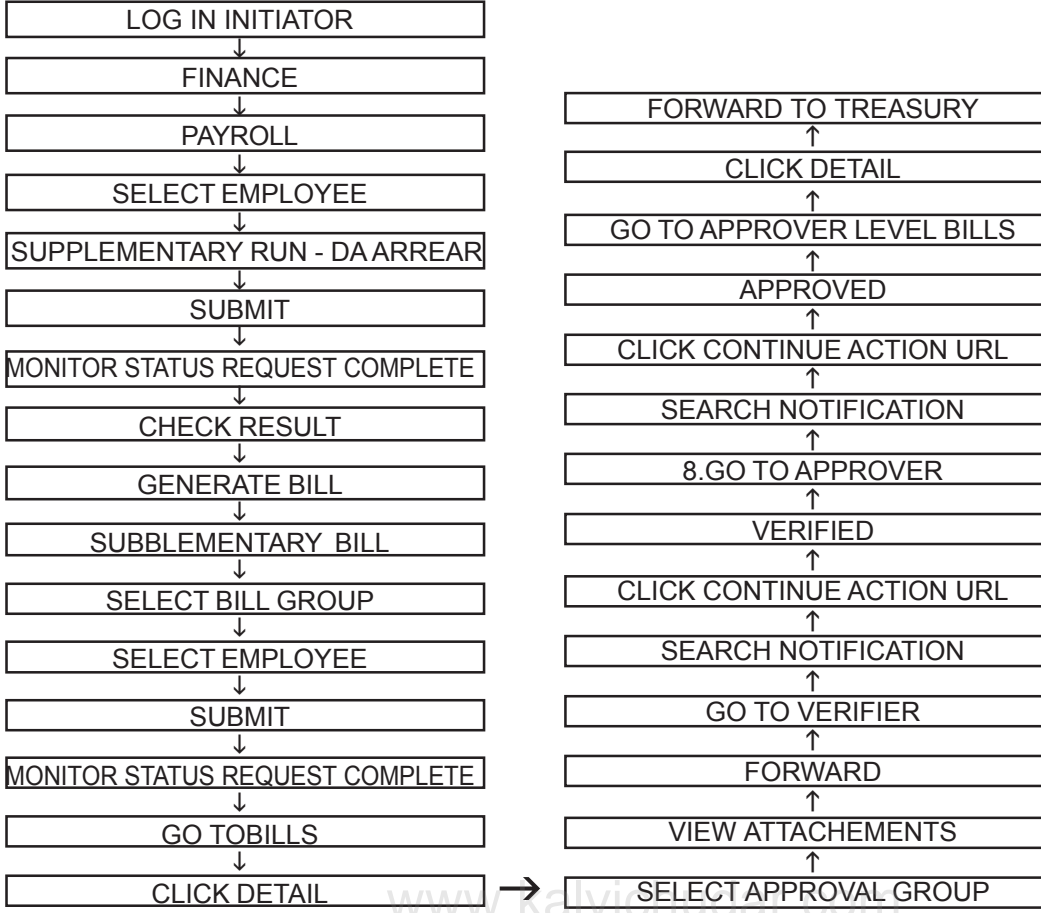 LOG IN INITIATOR
↓
FINANCE
↓
PAYROLL
↓
SELECT EMPLOYEE
↓
SUPPLEMENTARY RUN - DA ARREAR
↓
SUBMIT
↓
MONITOR STATUS REQUEST COMPLETE
↓
CHECK RESULT
↓
GENERATE BILL
↓
SUBBLEMENTARY BILL
↓
SELECT BILL GROUP
↓
SELECT EMPLOYEE
↓
SUBMIT
↓
MONITOR STATUS REQUEST COMPLETE
↓
GO TOBILLS
↓
CLICK DETAIL
→
SELECT APPROVAL GROUP
↑
VIEW ATTACHEMENTS
↑
FORWARD
↑
GO TO VERIFIER
↑
SEARCH NOTIFICATION
↑
CLICK CONTINUE ACTION URL
↑
VERIFIED
↑
8.GO TO APPROVER
↑
SEARCH NOTIFICATION
↑
CLICK CONTINUE ACTION URL
↑
APPROVED
↑
GO TO APPROVER LEVEL BILLS
↑
CLICK DETAIL
↑
FORWARD TO TREASURY